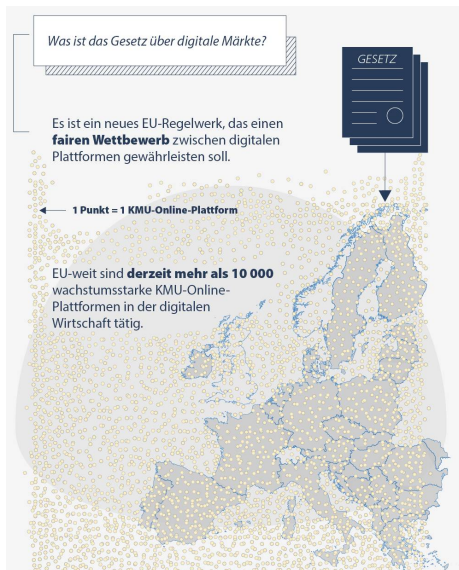 Was ist das Gesetz über digitale Märkte?
GESETZ
Es ist ein neues EU-Regelwerk, das einen
fairen Wettbewerb zwischen digitalen
Plattformen gewährleisten soll.
1 Punkt = 1 KMU-Online-Plattform
EU-weit sind derzeit mehr als 10 000
wachstumsstarke KMU-Online-
Plattformen in der digitalen
Wirtschaft tätig.